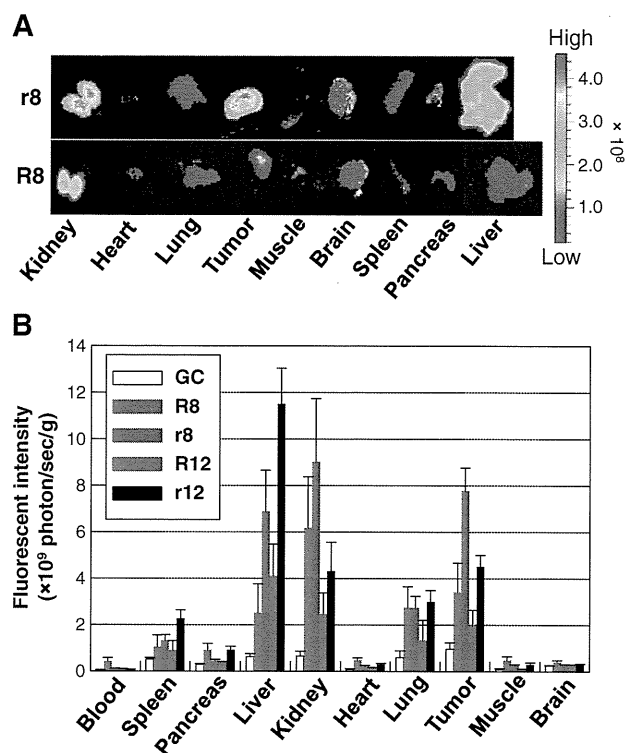 A
High
r8
4.0
3.0
× 10⁸
R8
2.0
1.0
Low
Kidney
Heart
Lung
Tumor
Muscle
Brain
Spleen
Pancreas
Liver
B
Fluorescent intensity
(×10⁹ photon/sec/g)
14
12
10
8
6
4
2
0
GC
R8
r8
R12
r12
Blood
Spleen
Pancreas
Liver
Kidney
Heart
Lung
Tumor
Muscle
Brain